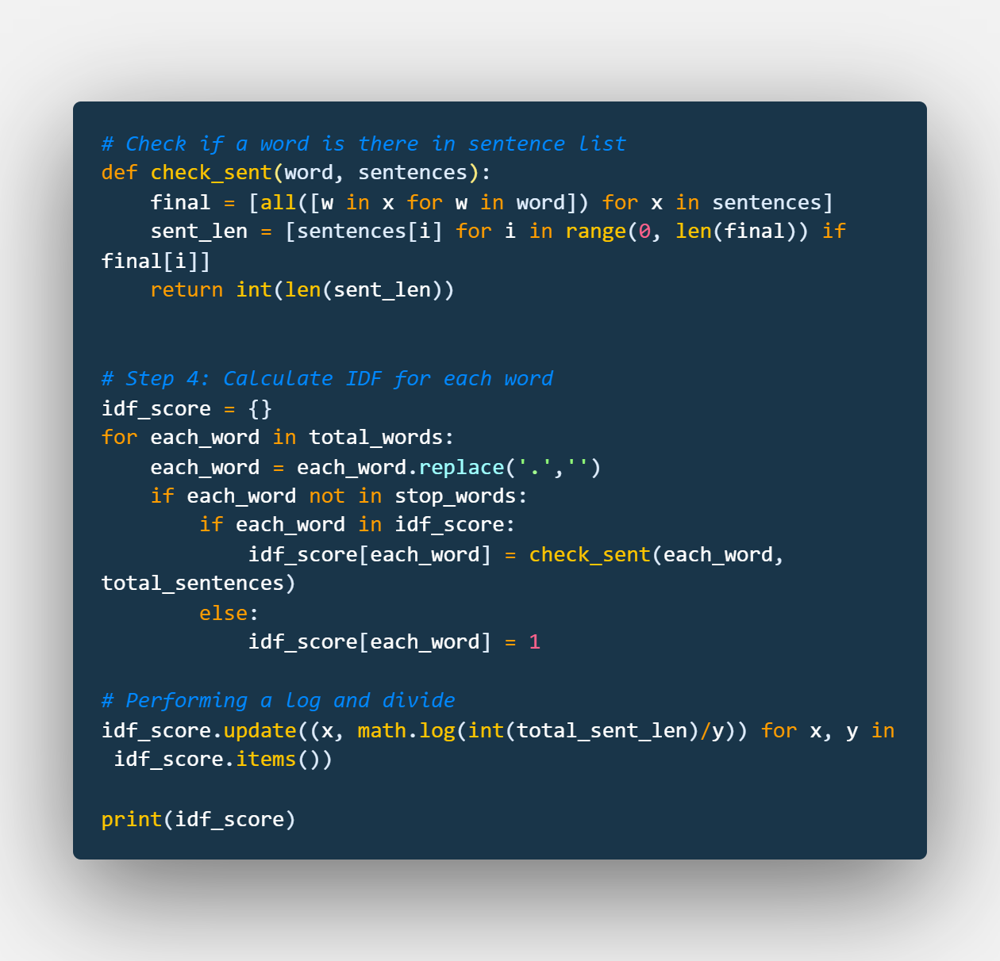 # Check if a word is there in sentence list
def check_sent(word, sentences):
    final = [all([w in x for w in word]) for x in sentences]
    sent_len = [sentences[i] for i in range(0, len(final)) if
final[i]]
    return int(len(sent_len))
# Step 4: Calculate IDF for each word
idf_score = {}
for each_word in total_words:
    each_word = each_word.replace('.','')
    if each_word not in stop_words:
        if each_word in idf_score:
            idf_score[each_word] = check_sent(each_word,
total_sentences)
        else:
            idf_score[each_word] = 1
# Performing a log and divide
idf_score.update((x, math.log(int(total_sent_len)/y)) for x, y in
 idf_score.items())
print(idf_score)